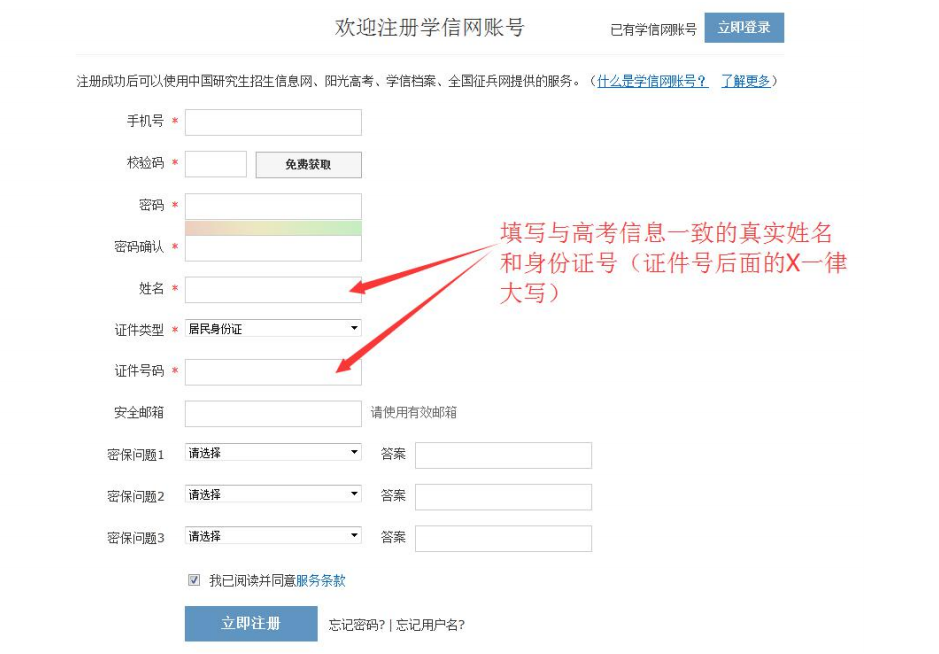 欢迎注册学信网账号
已有学信网账号 立即登录
注册成功后可以使用中国研究生招生信息网、阳光高考、学信档案、全国征兵网提供的服务。（什么是学信网账号？ 了解更多）
手机号 *
校验码 * 免费获取
密码 *
密码确认 *
填写与高考信息一致的真实姓名
和身份证号（证件号后面的X一律
大写）
姓名 *
证件类型 * 居民身份证
证件号码 *
安全邮箱 请使用有效邮箱
密保问题1 请选择 答案
密保问题2 请选择 答案
密保问题3 请选择 答案
我已阅读并同意服务条款
立即注册 忘记密码? | 忘记用户名?